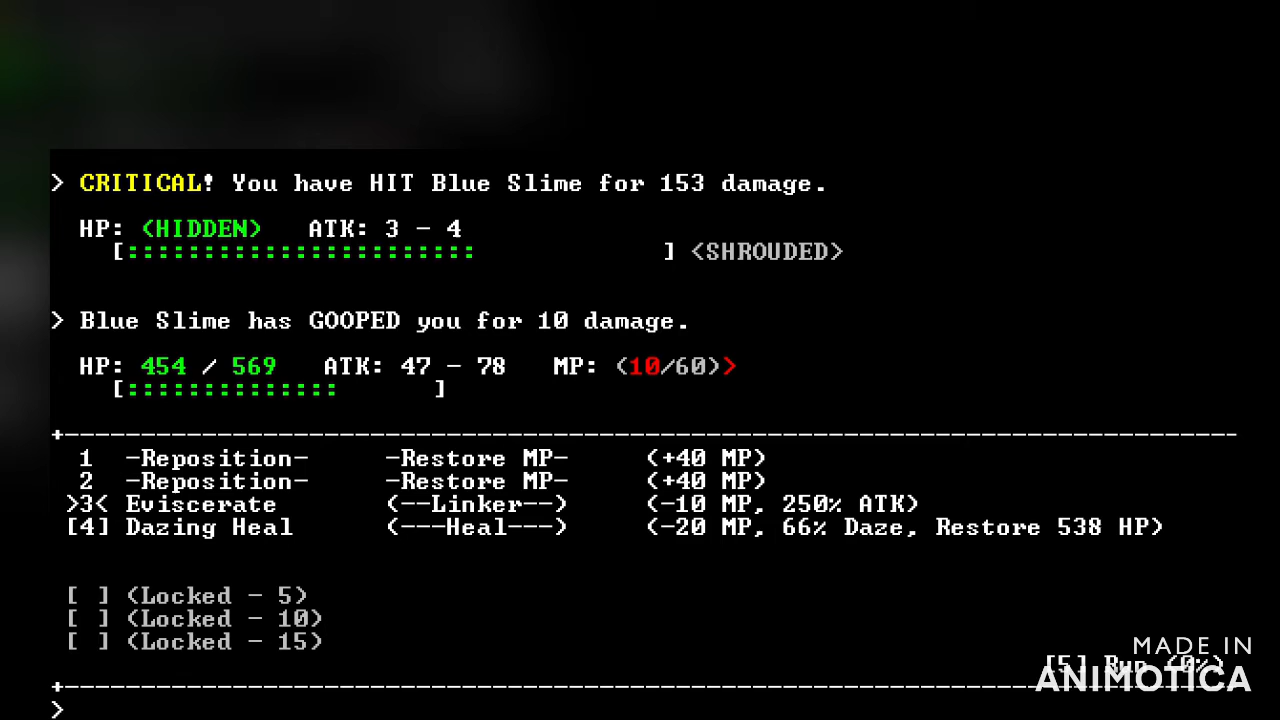 > CRITICAL! You have HIT Blue Slime for 153 damage.
HP: <HIDDEN> ATK: 3 - 4
[:::::::::::::::::::::::                ] <SHROUDED>
> Blue Slime has GOOPED you for 10 damage.
HP: 454 / 569 ATK: 47 - 78 MP: (10/60)>
[::::::::::::::      ]
1 -Reposition- -Restore MP- (+40 MP)
2 -Reposition- -Restore MP- (+40 MP)
>3< Eviscerate (--Linker--) (-10 MP, 250% ATK)
[4] Dazing Heal (---Heal---) (-20 MP, 66% Daze, Restore 538 HP)
[ ] (Locked - 5)
[ ] (Locked - 10)
[ ] (Locked - 15)
[5] Run (0%)
MADE IN
ANIMOTICA
>